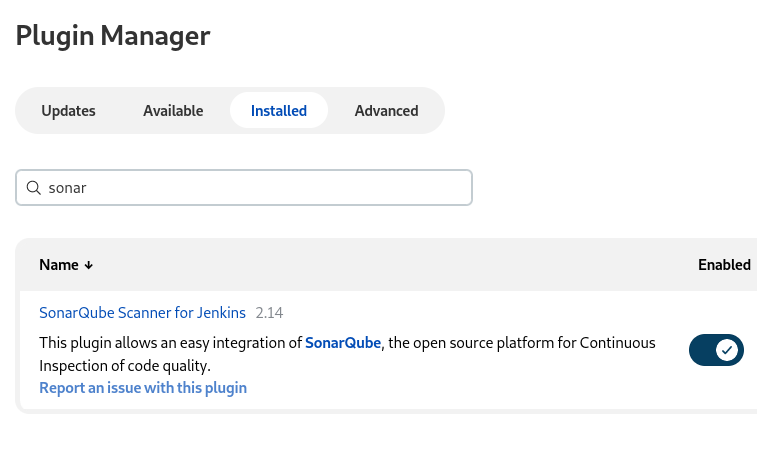 Plugin Manager
Updates Available Installed Advanced
sonar
Name ↓ Enabled
SonarQube Scanner for Jenkins 2.14
This plugin allows an easy integration of SonarQube, the open source platform for Continuous
Inspection of code quality.
Report an issue with this plugin